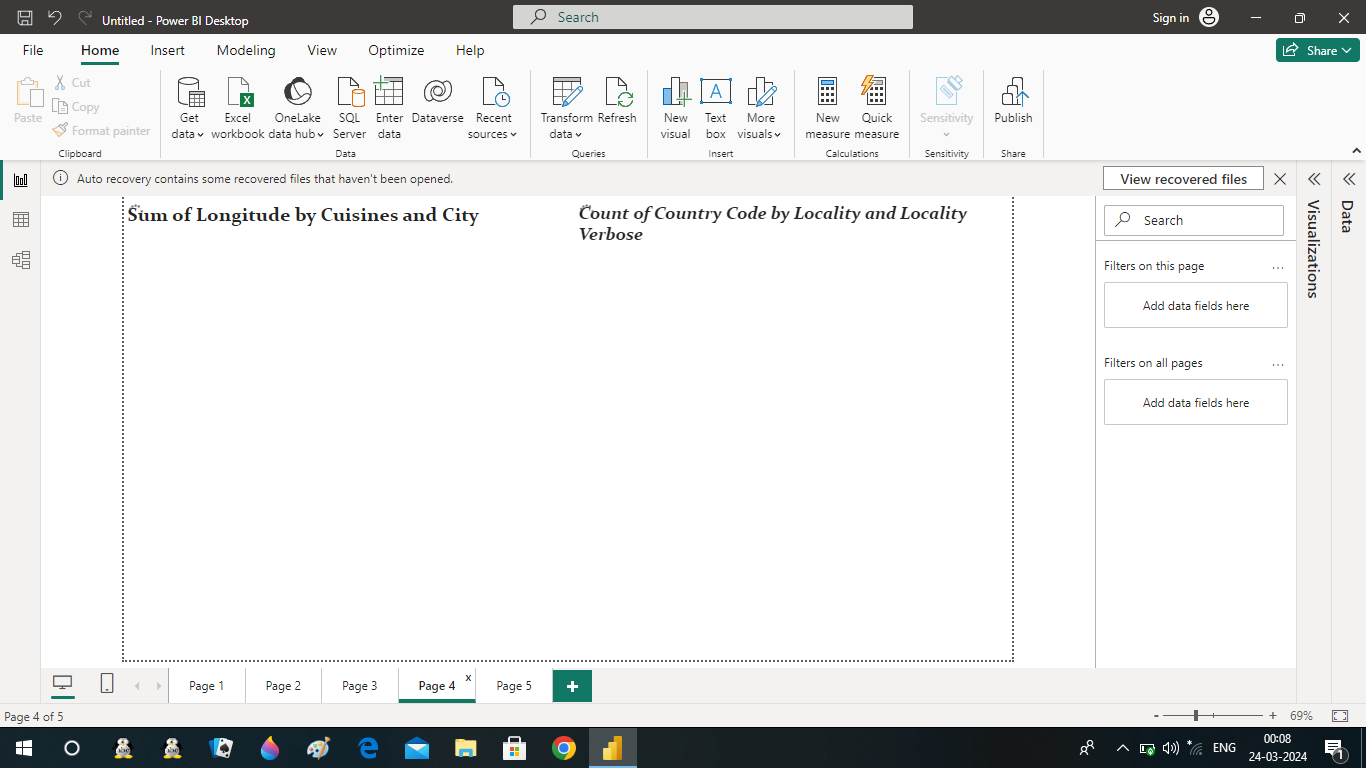 Untitled - Power BI Desktop
Search
Sign in
File
Home
Insert
Modeling
View
Optimize
Help
Share
Paste
Cut
Copy
Format painter
Clipboard
Get data
Excel workbook
OneLake data hub
SQL Server
Enter data
Dataverse
Recent sources
Data
Transform data
Refresh
Queries
New visual
Text box
More visuals
Insert
New measure
Quick measure
Calculations
Sensitivity
Sensitivity
Publish
Share
Auto recovery contains some recovered files that haven't been opened.
View recovered files
Sum of Longitude by Cuisines and City
Count of Country Code by Locality and Locality
Verbose
Search
Filters on this page
...
Add data fields here
Filters on all pages
...
Add data fields here
Visualizations
Data
Page 1
Page 2
Page 3
Page 4
x
Page 5
+
Page 4 of 5
- + 69%
ENG
00:08
24-03-2024
1